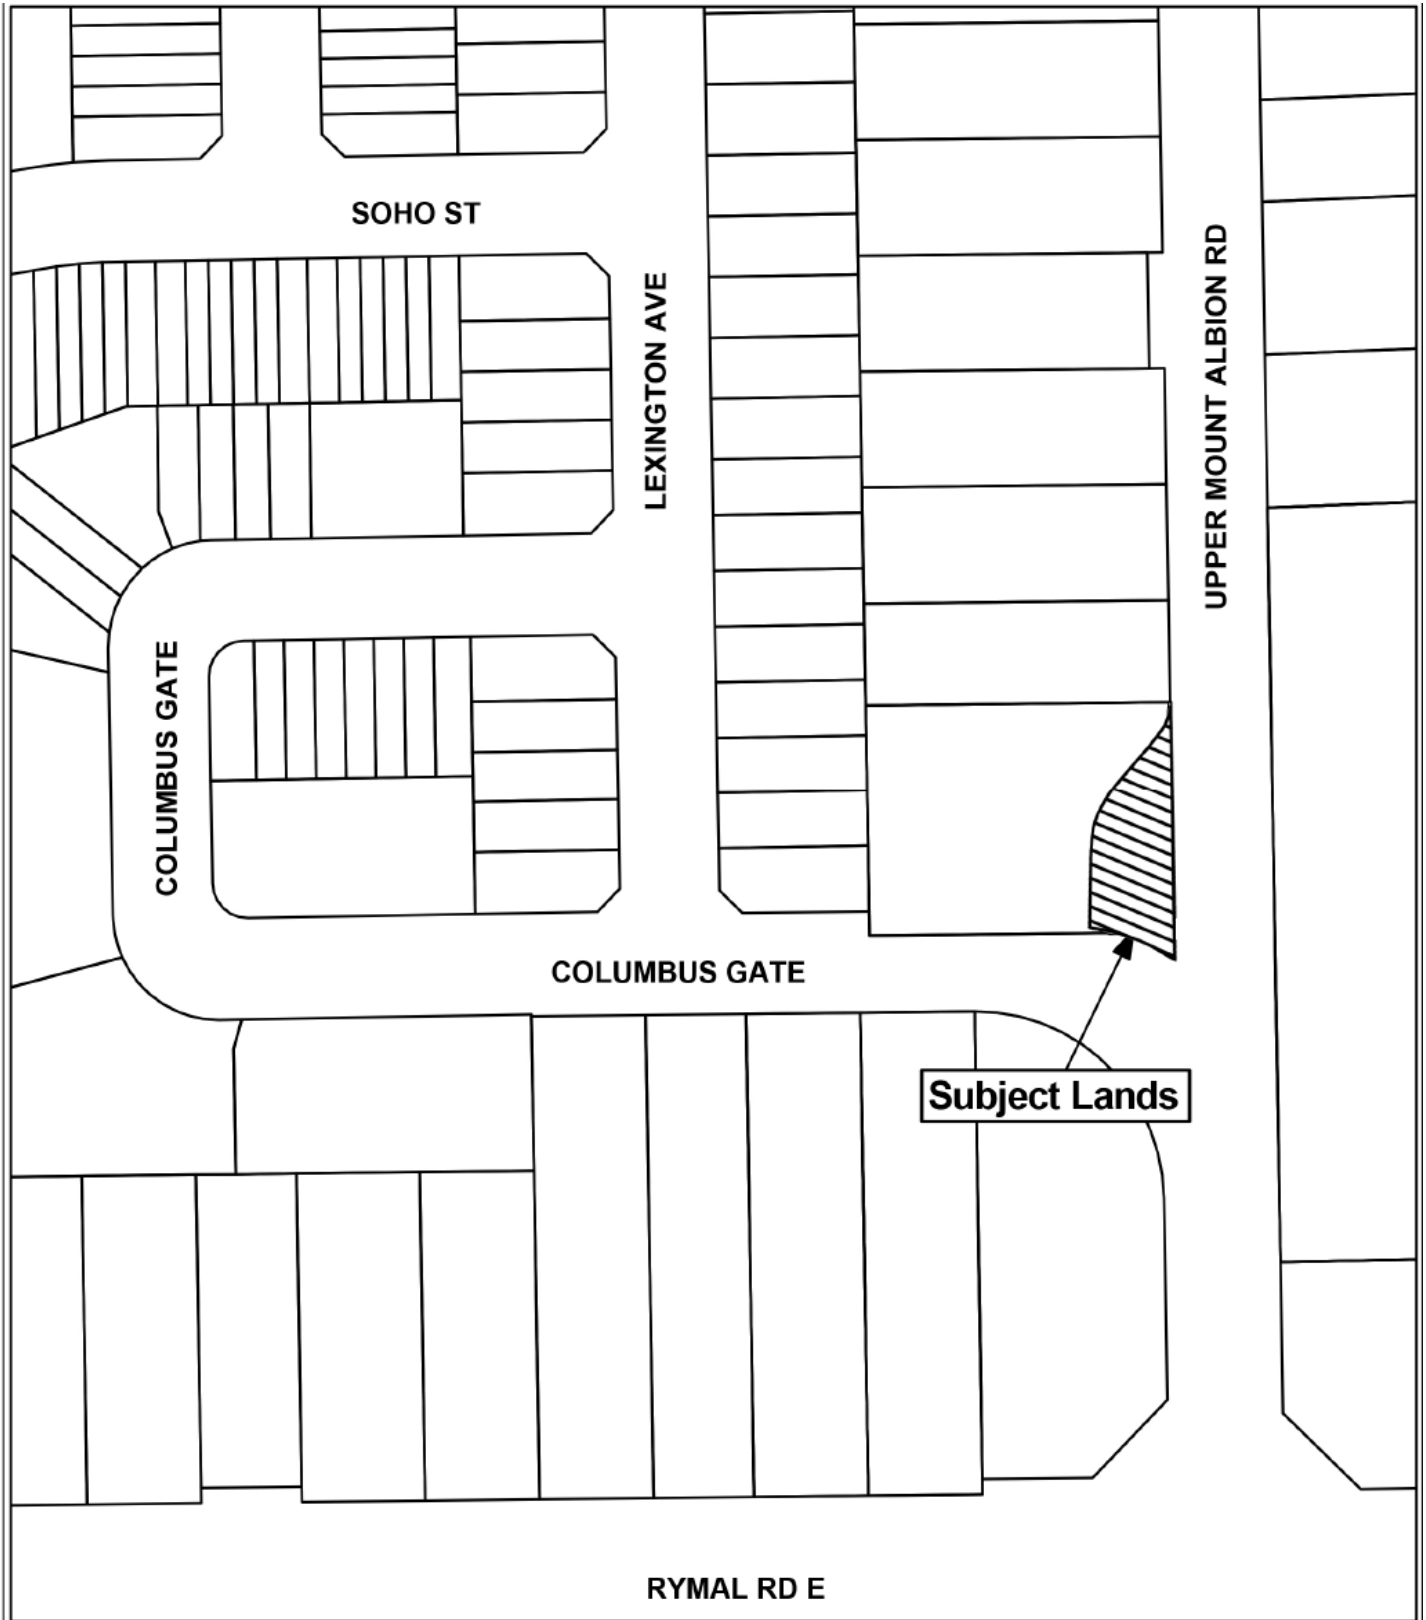 SOHO ST
LEXINGTON AVE
UPPER MOUNT ALBION RD
COLUMBUS GATE
COLUMBUS GATE
Subject Lands
RYMAL RD E